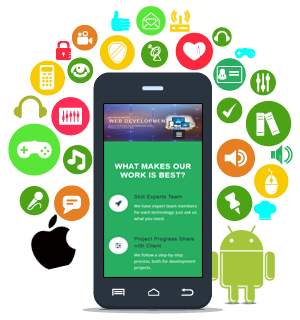 WEB DEVELOPMENT
WHAT MAKES OUR
WORK IS BEST?
Skill Experts Team
We have expert team members
for each technology just ask us
what you need.
Project Progress Share
with Client
We follow a step-by-step
process, both for development
projects.